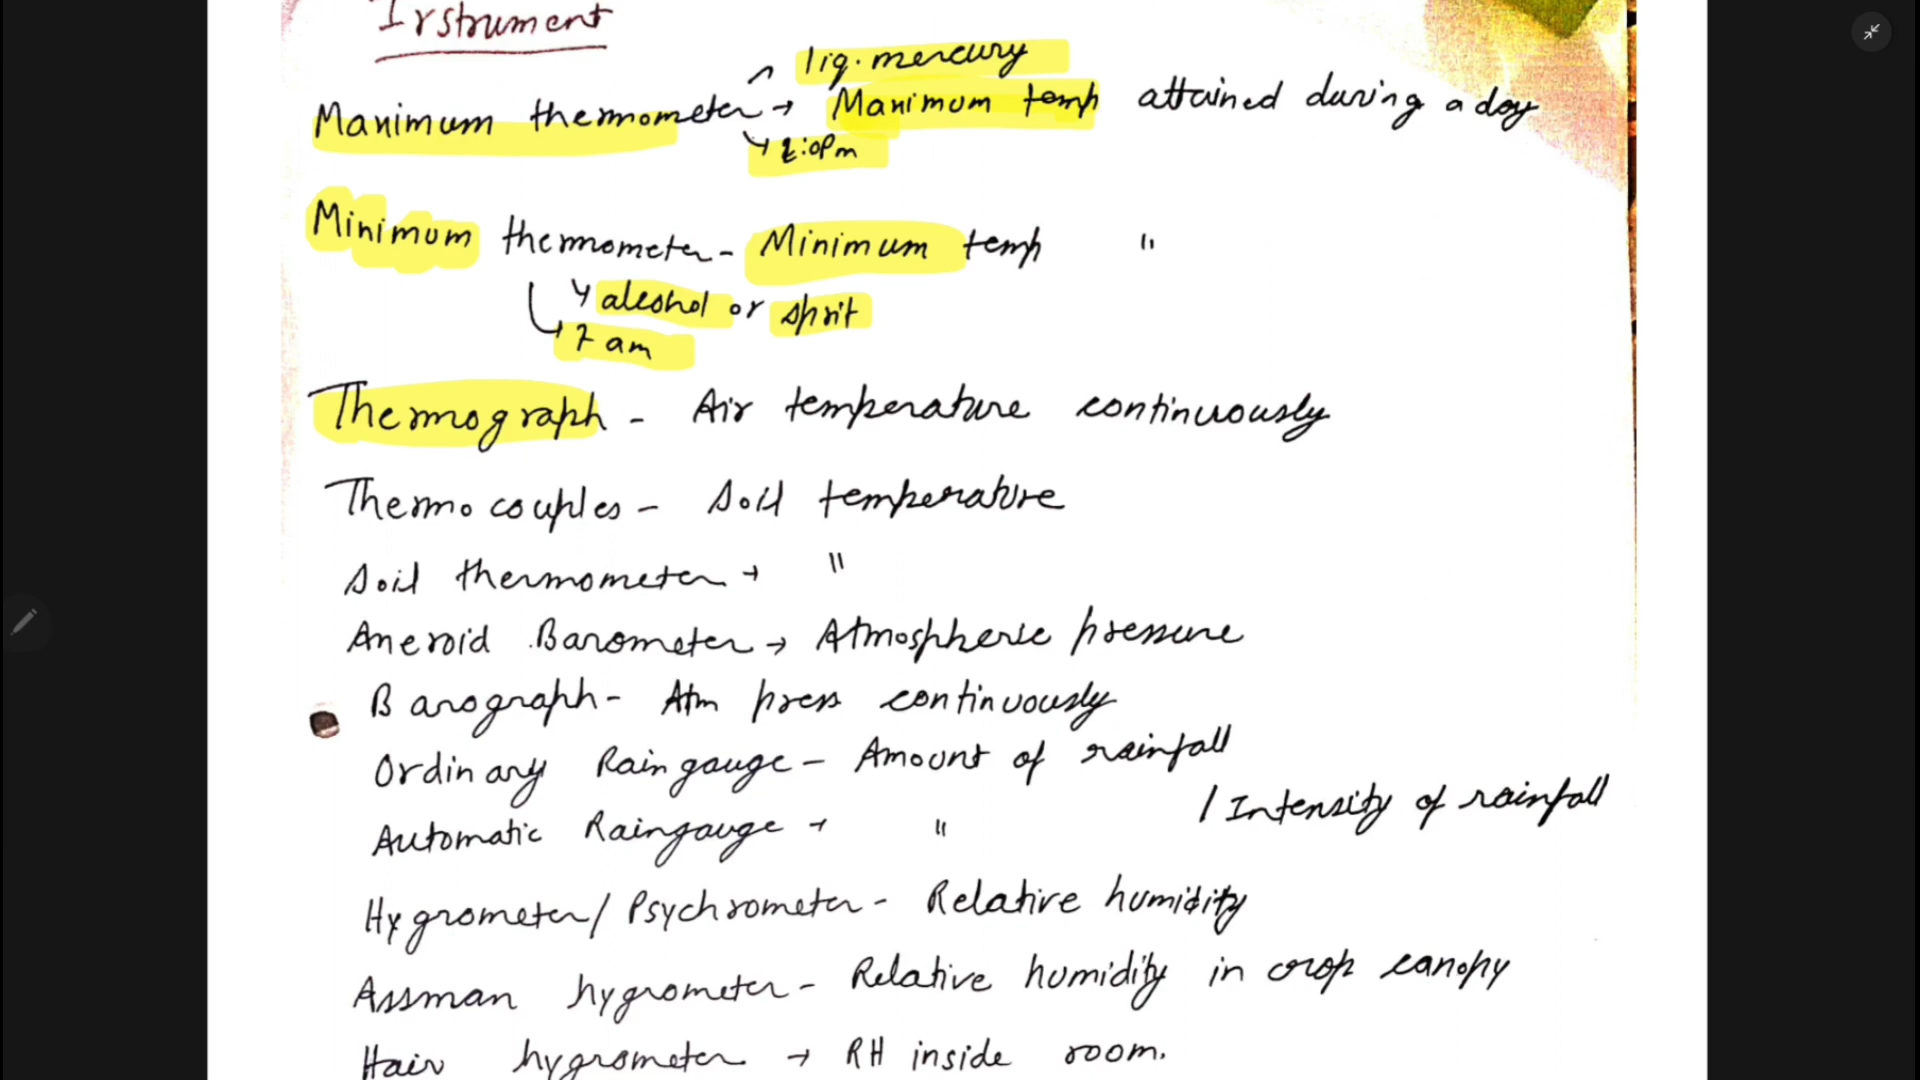 Instrument
liq. mercury
Maximum thermometer → Maximum temp attained during a day
2:0Pm
Minimum thermometer - Minimum temp "
alcohol or sprit
7 am
Thermograph - Air temperature continuously
Thermo couples - Soil temperature
Soil thermometer → "
Aneroid Barometer → Atmospheric pressure
Barograph - Atm press continuously
Ordinary Rain gauge - Amount of rainfall
Automatic Raingauge → " / Intensity of rainfall
Hygrometer / Psychrometer - Relative humidity
Assman hygrometer - Relative humidity in crop canopy
Hair hygrometer → RH inside room.